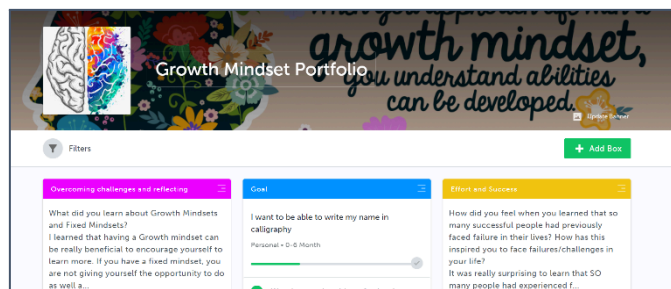 growth mindset,
Growth Mindset Portfolio
you understand abilities
can be developed.
Update Banner
Filters
+ Add Box
Overcoming challenges and reflecting
What did you learn about Growth Mindsets
and Fixed Mindsets?
I learned that having a Growth mindset can
be really beneficial to encourage yourself to
learn more. If you have a fixed mindset, you
are not giving yourself the opportunity to do
as well a...
Goal
I want to be able to write my name in
calligraphy
Personal • 0-6 Month
Effort and Success
How did you feel when you learned that so
many successful people had previously
faced failure in their lives? How has this
inspired you to face failures/challenges in
your life?
It was really surprising to learn that SO
many people had experienced f...